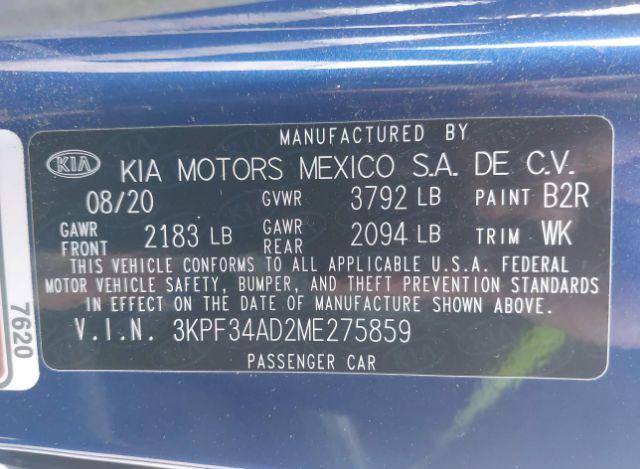 MANUFACTURED BY
KIA KIA MOTORS MEXICO S.A. DE C.V.
08/20 GVWR 3792 LB PAINT B2R
GAWR FRONT 2183 LB GAWR REAR 2094 LB TRIM WK
THIS VEHICLE CONFORMS TO ALL APPLICABLE U.S.A. FEDERAL
MOTOR VEHICLE SAFETY, BUMPER, AND THEFT PREVENTION STANDARDS
IN EFFECT ON THE DATE OF MANUFACTURE SHOWN ABOVE.
V.I.N. 3KPF34AD2ME275859
PASSENGER CAR
7620